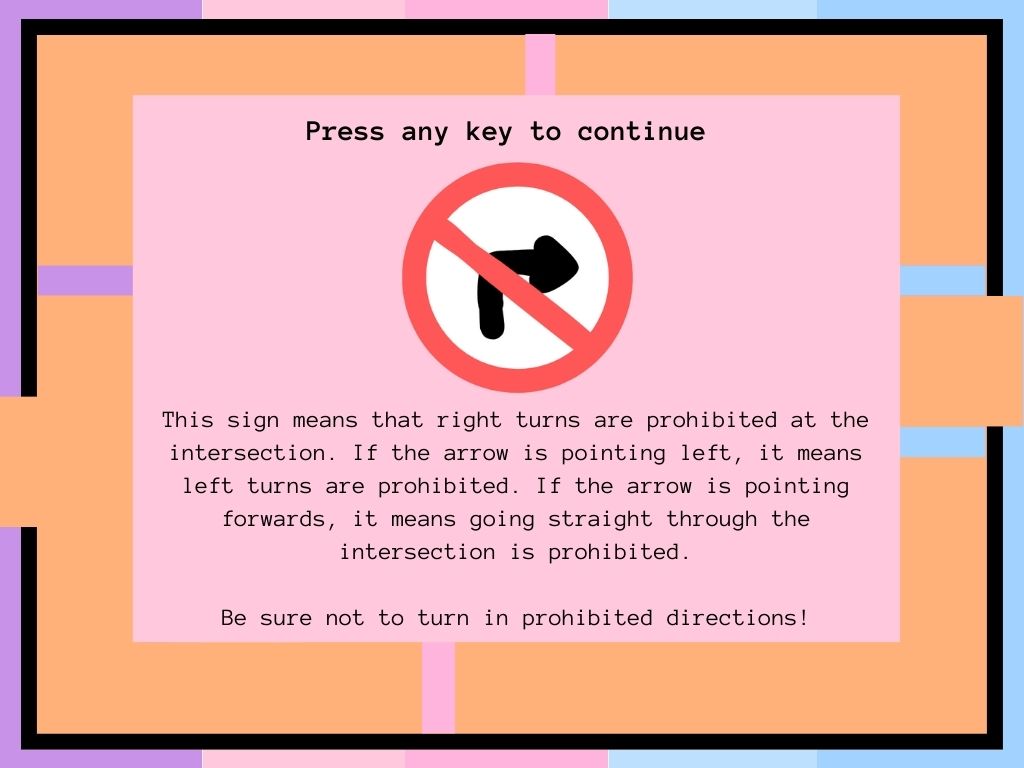 Press any key to continue
This sign means that right turns are prohibited at the
intersection. If the arrow is pointing left, it means
left turns are prohibited. If the arrow is pointing
forwards, it means going straight through the
intersection is prohibited.
Be sure not to turn in prohibited directions!